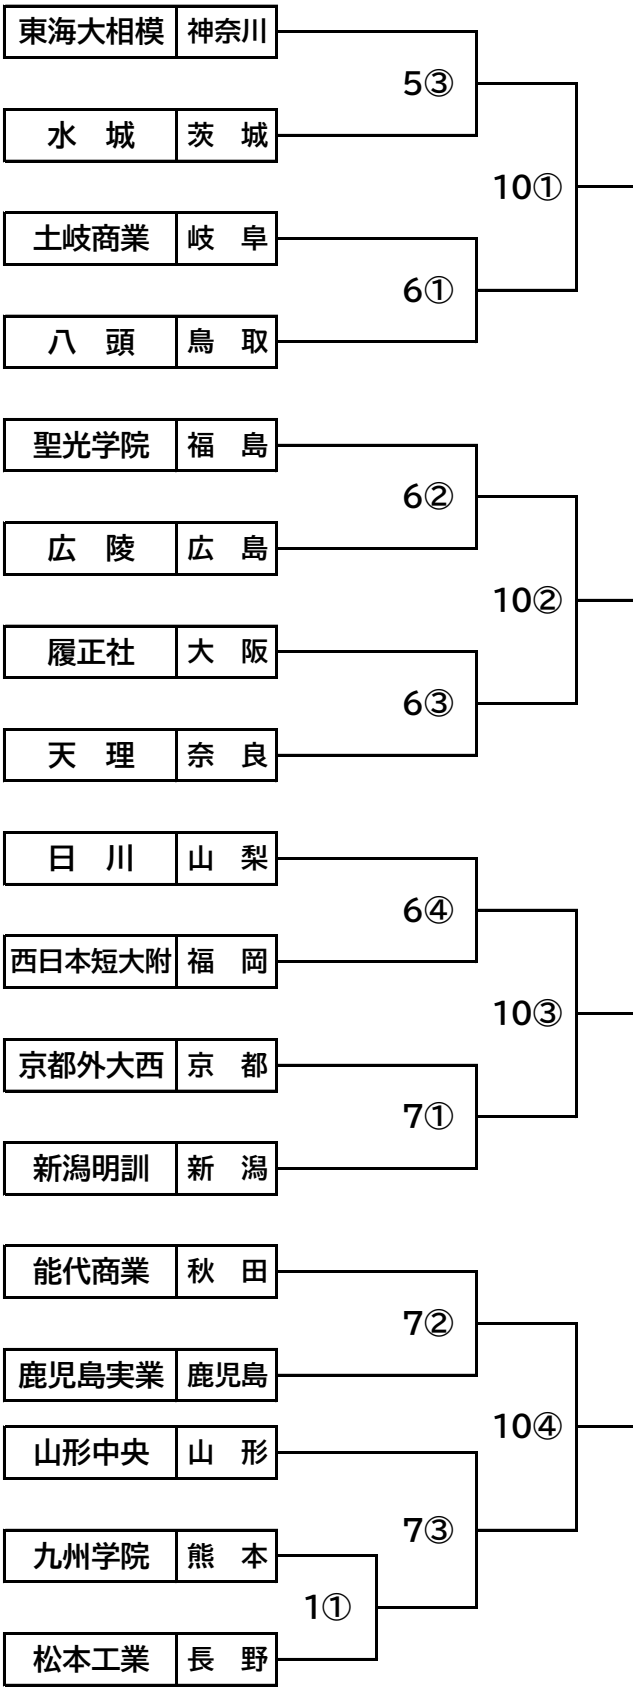 東海大相模 神奈川
5③
水　城 茨　城
10①
土岐商業 岐　阜
6①
八　頭 鳥　取
聖光学院 福　島
6②
広　陵 広　島
10②
履正社 大　阪
6③
天　理 奈　良
日　川 山　梨
6④
西日本短大附 福　岡
10③
京都外大西 京　都
7①
新潟明訓 新　潟
能代商業 秋　田
7②
鹿児島実業 鹿児島
10④
山形中央 山　形
7③
九州学院 熊　本
1①
松本工業 長　野